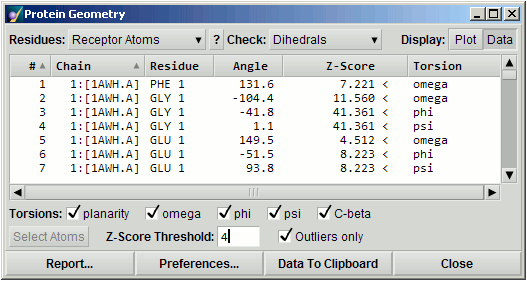 Protein Geometry
Residues: Receptor Atoms ? Check: Dihedrals Display: Plot Data
# Chain Residue Angle Z-Score Torsion
1 1:[1AWH.A] PHE 1 131.6 7.221 < omega
2 1:[1AWH.A] GLY 1 -104.4 11.560 < omega
3 1:[1AWH.A] GLY 1 -41.8 41.361 < phi
4 1:[1AWH.A] GLY 1 1.1 41.361 < psi
5 1:[1AWH.A] GLU 1 149.5 4.512 < omega
6 1:[1AWH.A] GLU 1 -51.5 8.223 < phi
7 1:[1AWH.A] GLU 1 93.8 8.223 < psi
Torsions: planarity omega phi psi C-beta
Select Atoms Z-Score Threshold: 4 Outliers only
Report... Preferences... Data To Clipboard Close